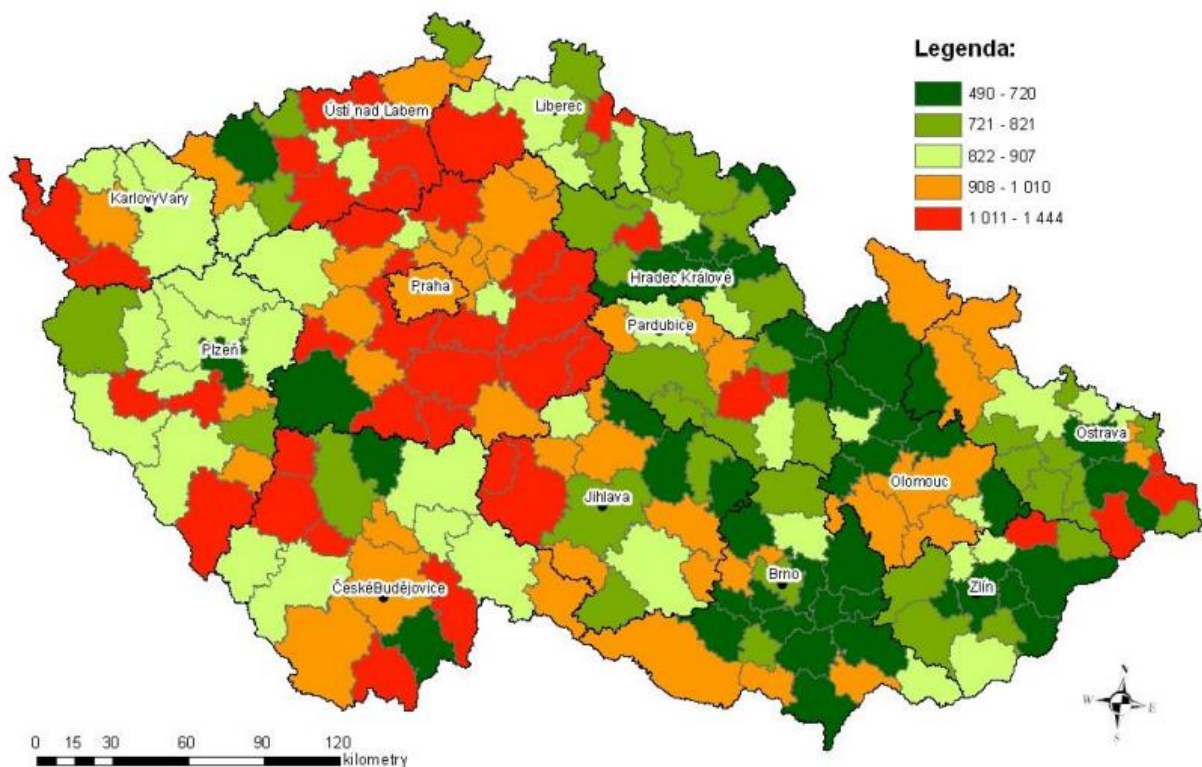 Legenda:
490 - 720
721 - 821
822 - 907
908 - 1 010
1 011 - 1 444
Ústí nad Labem
Liberec
KarlovyVary
Praha
Hradec Králové
Pardubice
Plzeň
Ostrava
Olomouc
Jihlava
Brno
Zlín
ČeskéBudějovice
N
W
E
S
0 15 30 60 90 120
kilometry